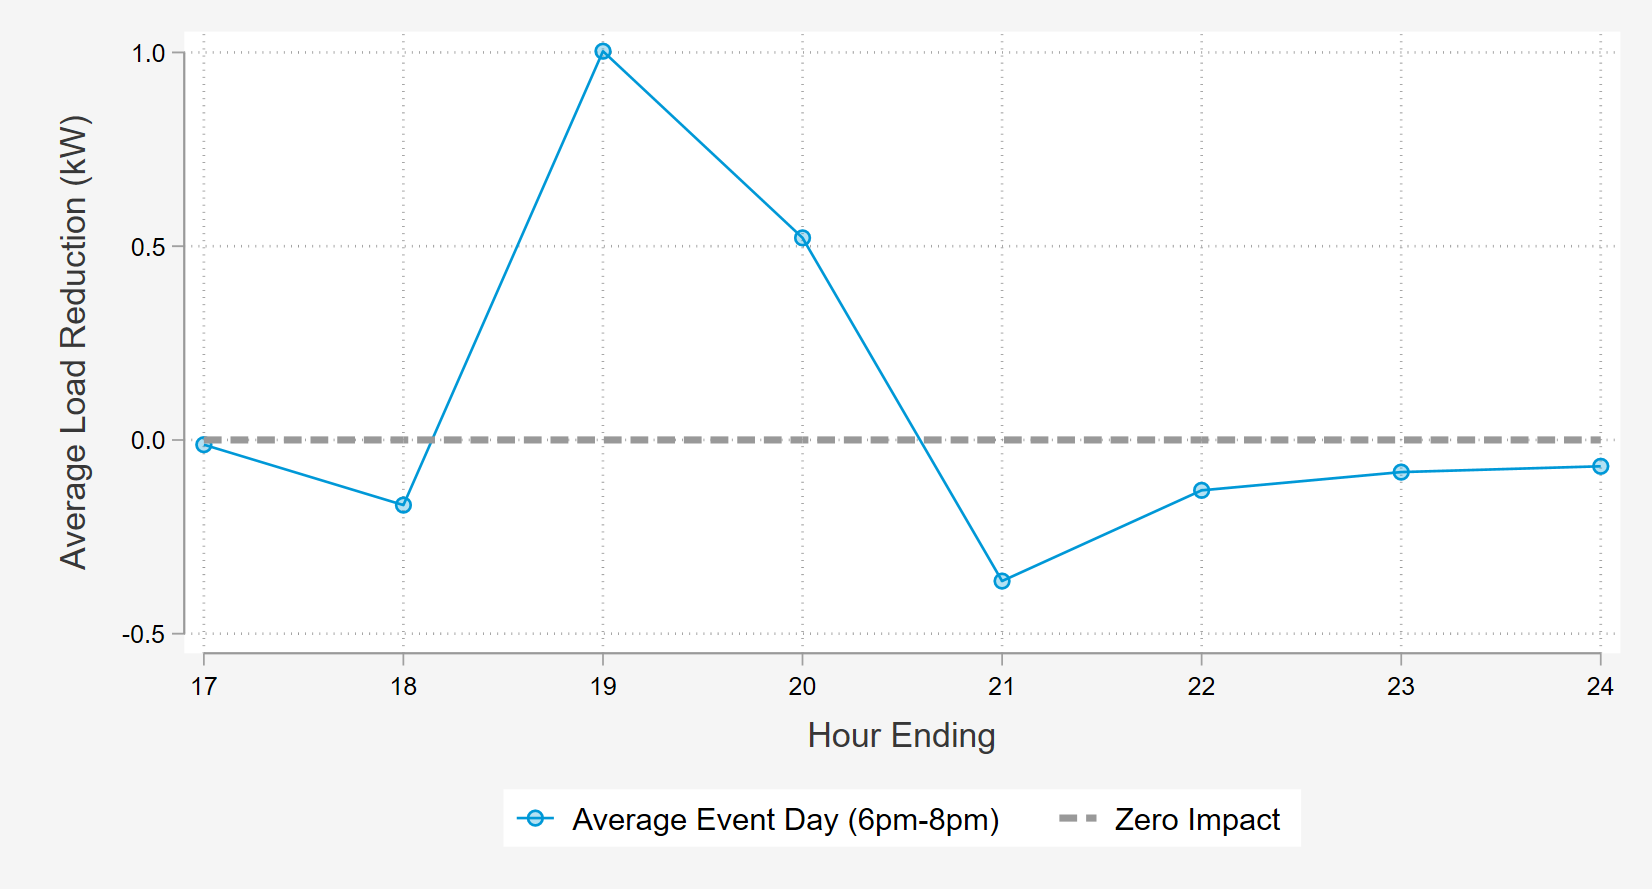 Average Load Reduction (kW)
1.0
0.5
0.0
-0.5
17 18 19 20 21 22 23 24
Hour Ending
Average Event Day (6pm-8pm) Zero Impact